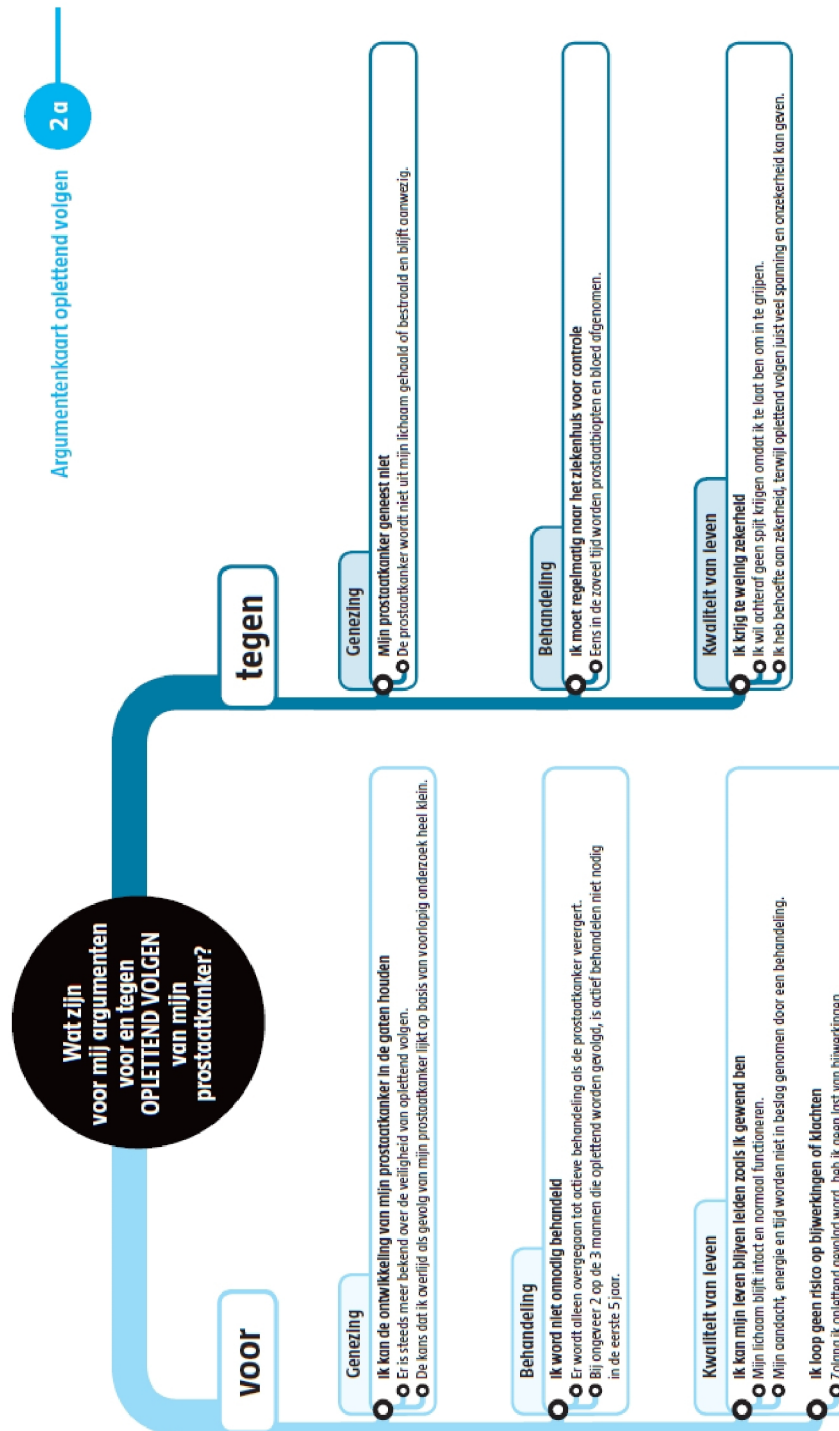 Argumentenkaart oplettend volgen
2a
Wat zijn
voor mij argumenten
voor en tegen
OPLETTEND VOLGEN
van mijn
prostaatkanker?
voor
Genezing
Ik kan de ontwikkeling van mijn prostaatkanker in de gaten houden
Er is steeds meer bekend over de veiligheid van oplettend volgen.
De kans dat ik overlijd als gevolg van mijn prostaatkanker lijkt op basis van voorlopig onderzoek heel klein.
Behandeling
Ik word niet onnodig behandeld
Er wordt alleen overgegaan tot actieve behandeling als de prostaatkanker verergert.
Bij ongeveer 2 op de 3 mannen die oplettend worden gevolgd, is actief behandelen niet nodig
in de eerste 5 jaar.
Kwaliteit van leven
Ik kan mijn leven blijven leiden zoals ik gewend ben
Mijn lichaam blijft intact en normaal functioneren.
Mijn aandacht, energie en tijd worden niet in beslag genomen door een behandeling.
Ik loop geen risico op bijwerkingen of klachten
Zolang ik oplettend gevolgd word, heb ik geen last van bijwerkingen
tegen
Genezing
Mijn prostaatkanker geneest niet
De prostaatkanker wordt niet uit mijn lichaam gehaald of bestraald en blijft aanwezig.
Behandeling
Ik moet regelmatig naar het ziekenhuis voor controle
Eens in de zoveel tijd worden prostaatbiopten en bloed afgenomen.
Kwaliteit van leven
Ik krijg te weinig zekerheid
Ik wil achteraf geen spijt krijgen omdat ik te laat ben om in te grijpen.
Ik heb behoefte aan zekerheid, terwijl oplettend volgen juist veel spanning en onzekerheid kan geven.